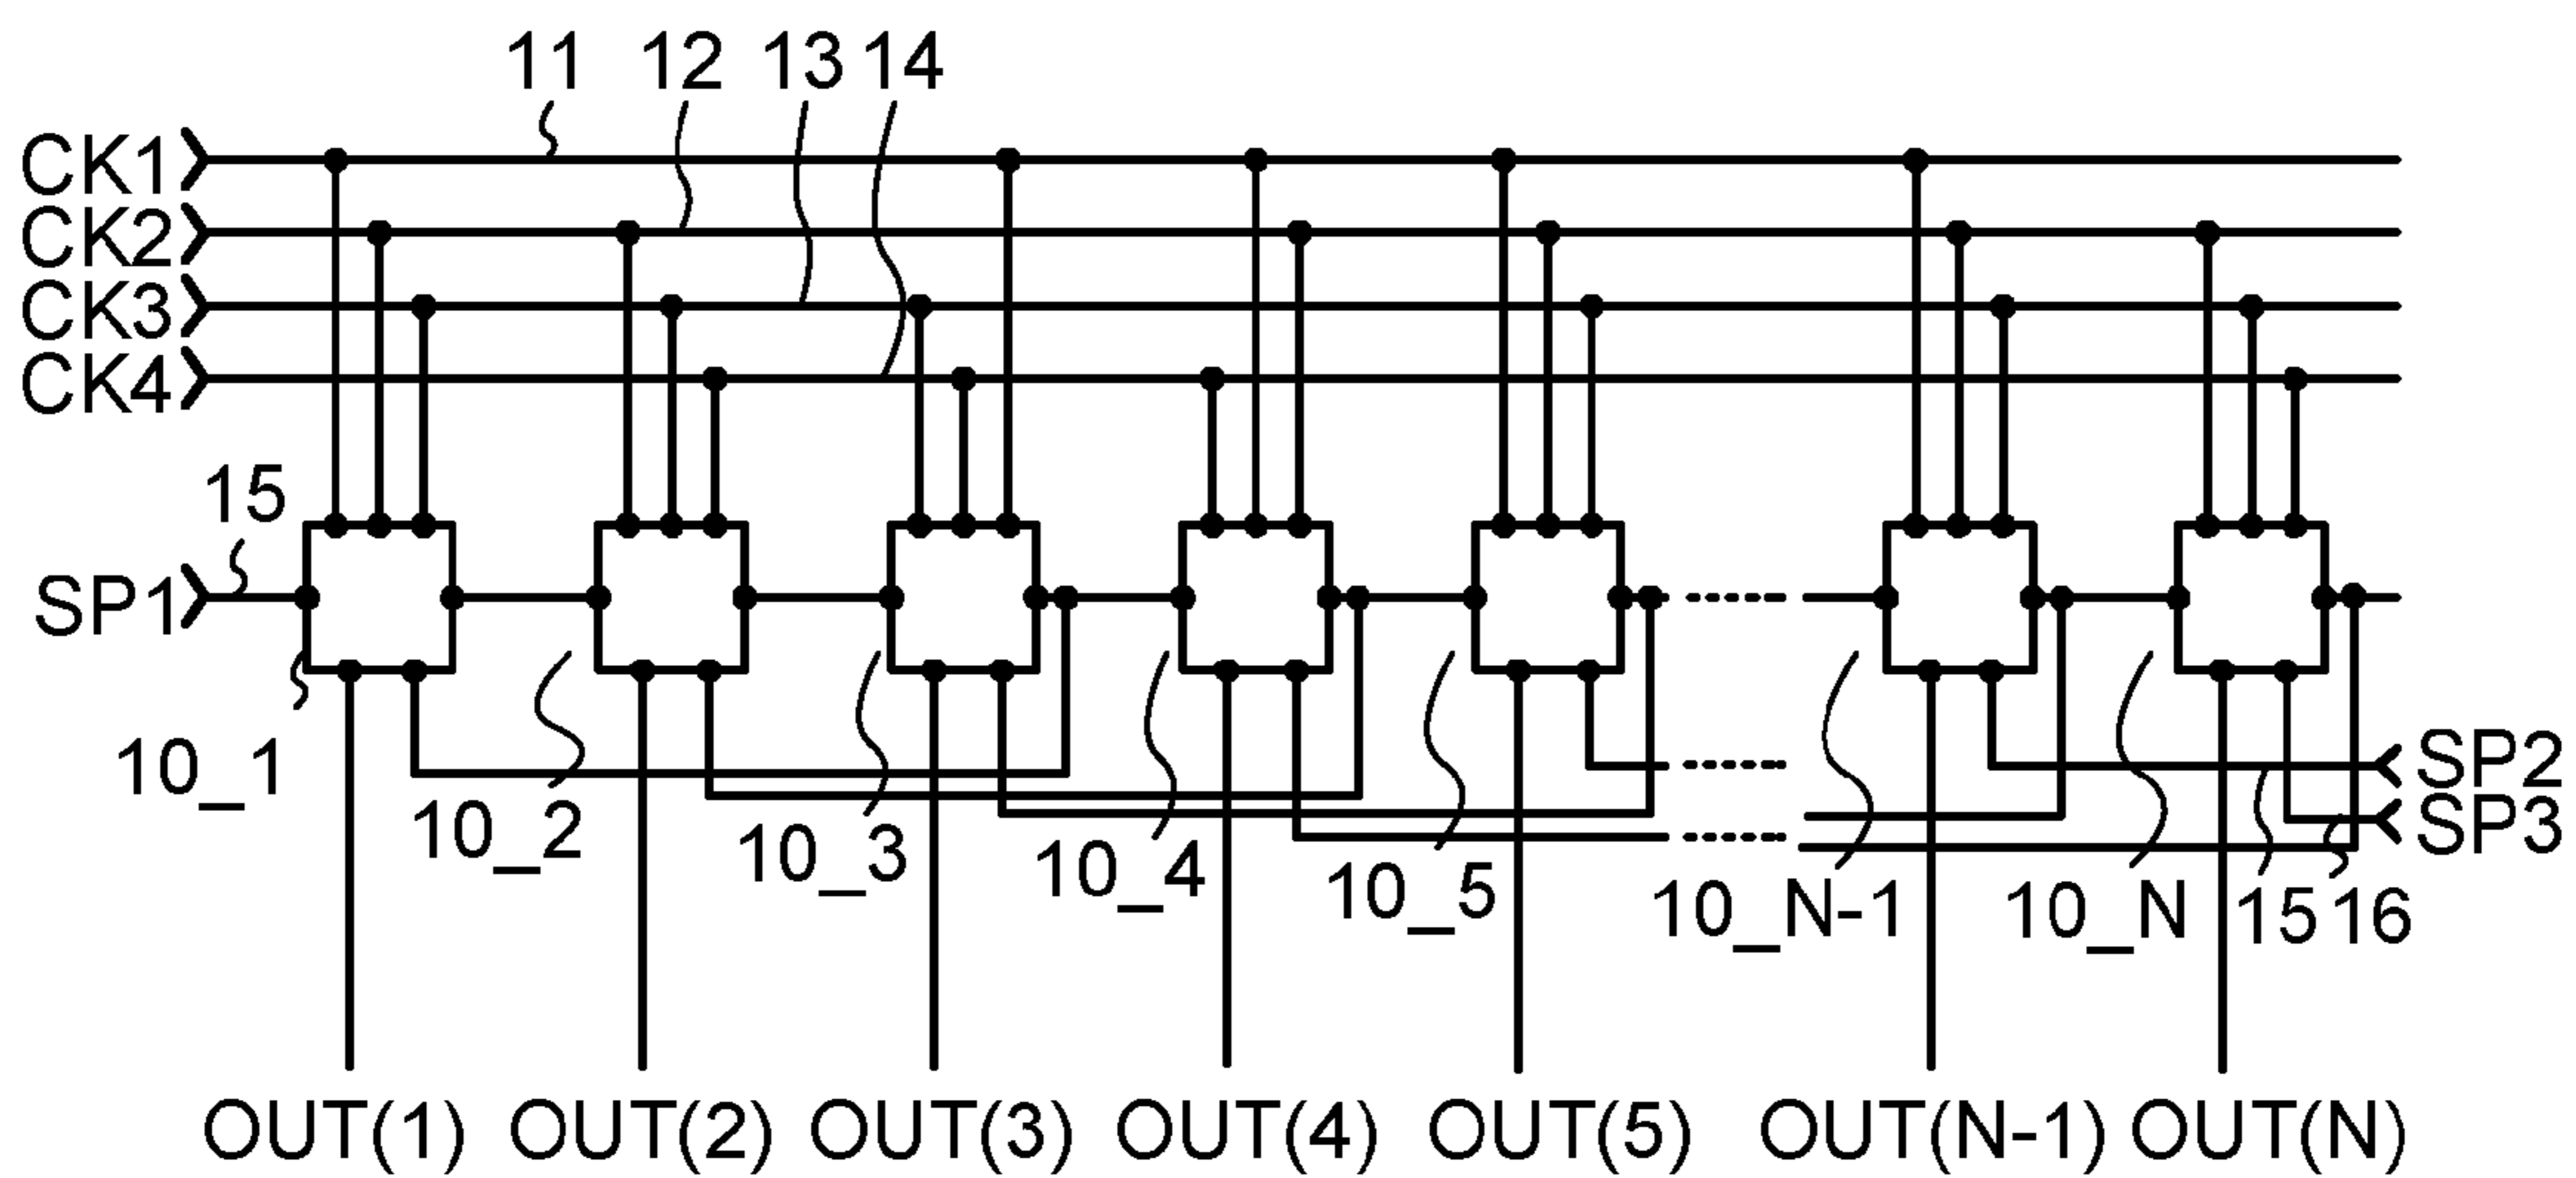 11 12 13 14
CK1
CK2
CK3
CK4
15
SP1
10_1
10_2
10_3
10_4
10_5
10_N-1
10_N
15 16
SP2
SP3
OUT(1) OUT(2) OUT(3) OUT(4) OUT(5) OUT(N-1) OUT(N)